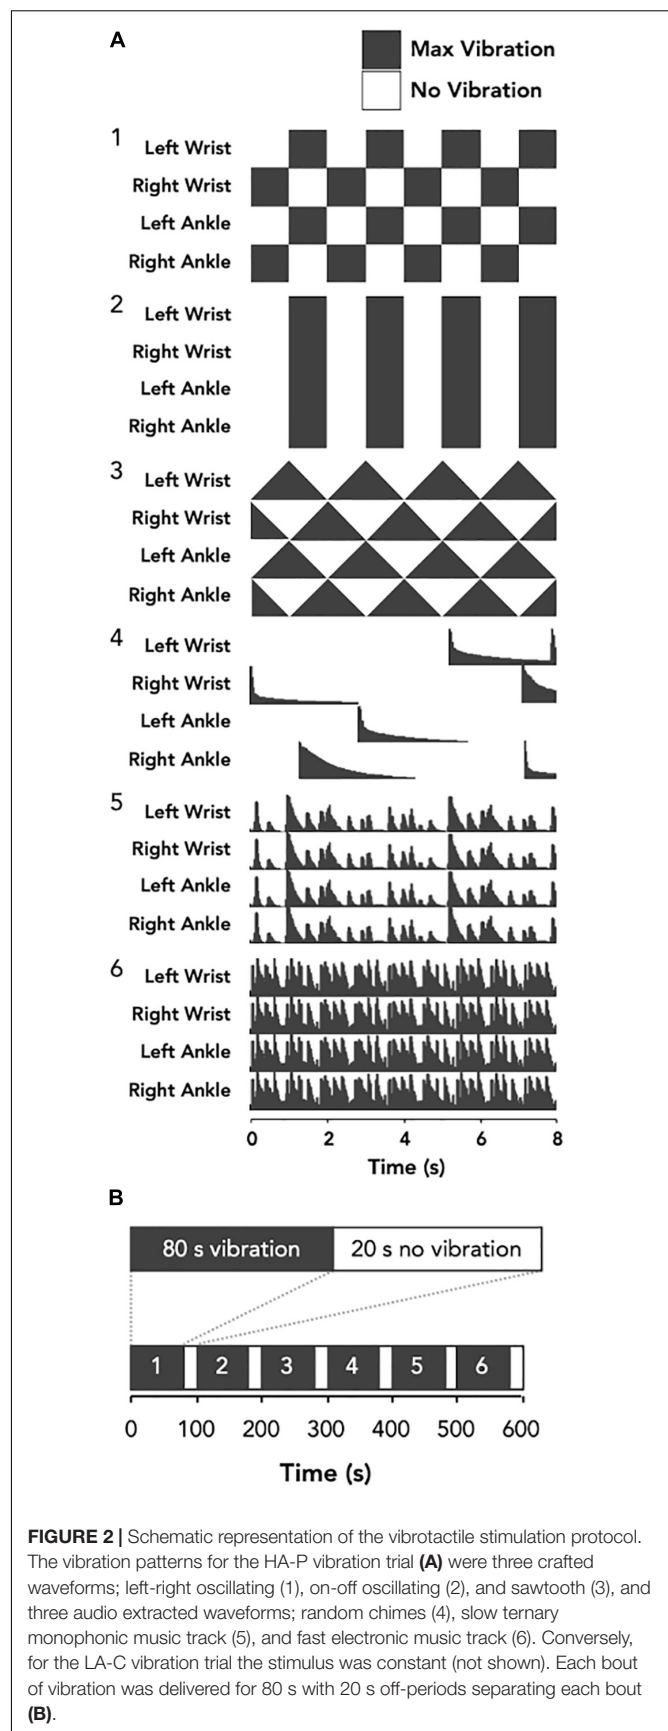 A
Max Vibration
No Vibration
1
Left Wrist
Right Wrist
Left Ankle
Right Ankle
2
Left Wrist
Right Wrist
Left Ankle
Right Ankle
3
Left Wrist
Right Wrist
Left Ankle
Right Ankle
4
Left Wrist
Right Wrist
Left Ankle
Right Ankle
5
Left Wrist
Right Wrist
Left Ankle
Right Ankle
6
Left Wrist
Right Wrist
Left Ankle
Right Ankle
0 2 4 6 8
Time (s)
B
80 s vibration 20 s no vibration
1 2 3 4 5 6
0 100 200 300 400 500 600
Time (s)
FIGURE 2 | Schematic representation of the vibrotactile stimulation protocol.
The vibration patterns for the HA-P vibration trial (A) were three crafted
waveforms; left-right oscillating (1), on-off oscillating (2), and sawtooth (3), and
three audio extracted waveforms; random chimes (4), slow ternary
monophonic music track (5), and fast electronic music track (6). Conversely,
for the LA-C vibration trial the stimulus was constant (not shown). Each bout
of vibration was delivered for 80 s with 20 s off-periods separating each bout
(B).